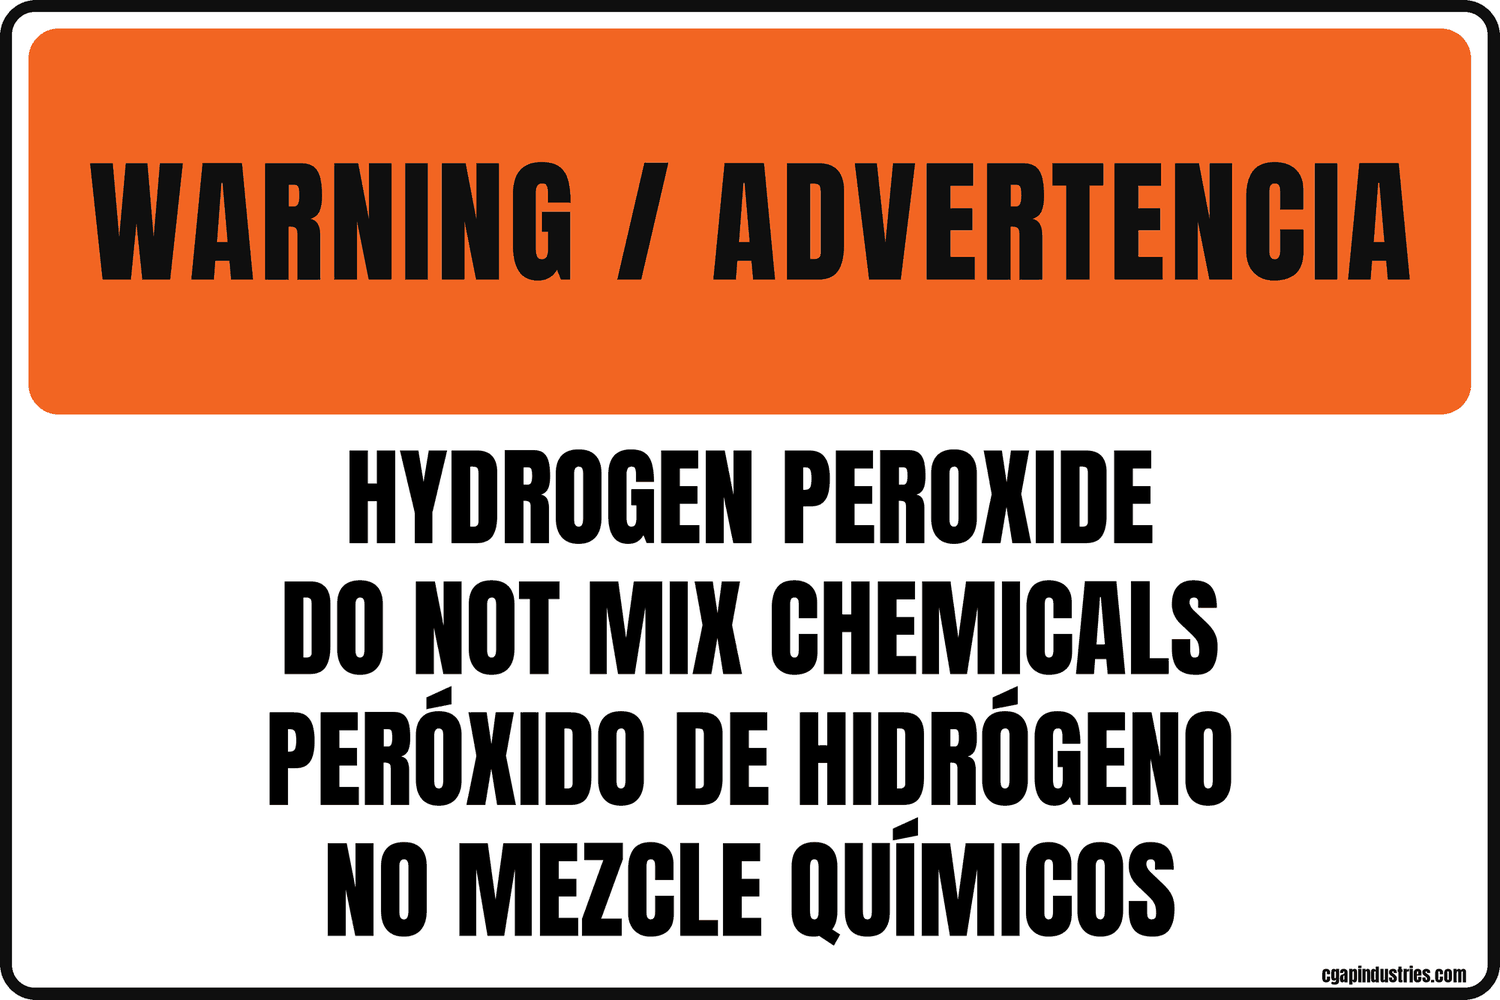 WARNING / ADVERTENCIA
HYDROGEN PEROXIDE
DO NOT MIX CHEMICALS
PERÓXIDO DE HIDRÓGENO
NO MEZCLE QUÍMICOS
cgapindustries.com